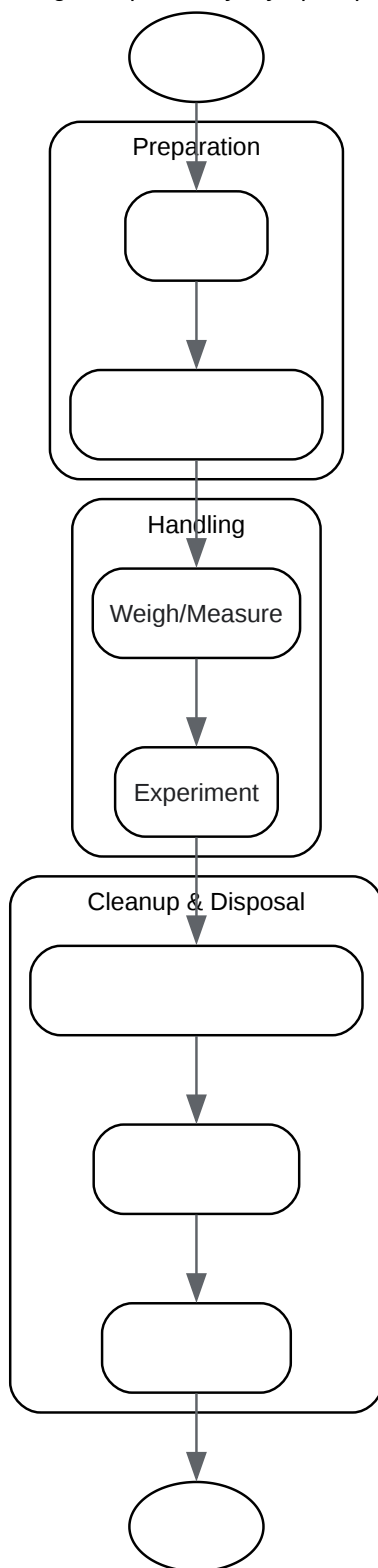 Preparation
Handling
Weigh/Measure
Experiment
Cleanup & Disposal